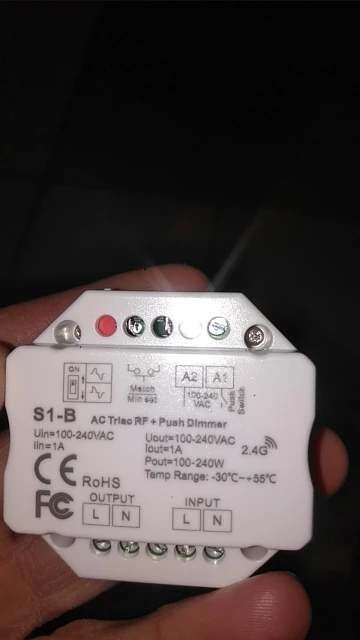 ON
Match
Min set
A2 A1
100-240
VAC
Push
Switch
S1-B
AC Triac RF + Push Dimmer
Uin=100-240VAC
Iin=1A
Uout=100-240VAC
Iout=1A
Pout=100-240W
Temp Range: -30℃~+55℃
2.4G
CE
RoHS
FC
OUTPUT
L N
INPUT
L N